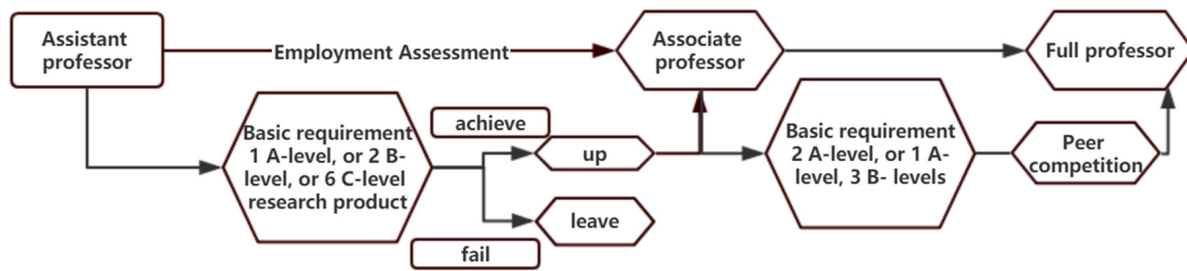 Assistant
professor
Employment Assessment
Associate
professor
Full professor
Basic requirement
1 A-level, or 2 B-
level, or 6 C-level
research product
achieve
up
fail
leave
Basic requirement
2 A-level, or 1 A-
level, 3 B- levels
Peer
competition